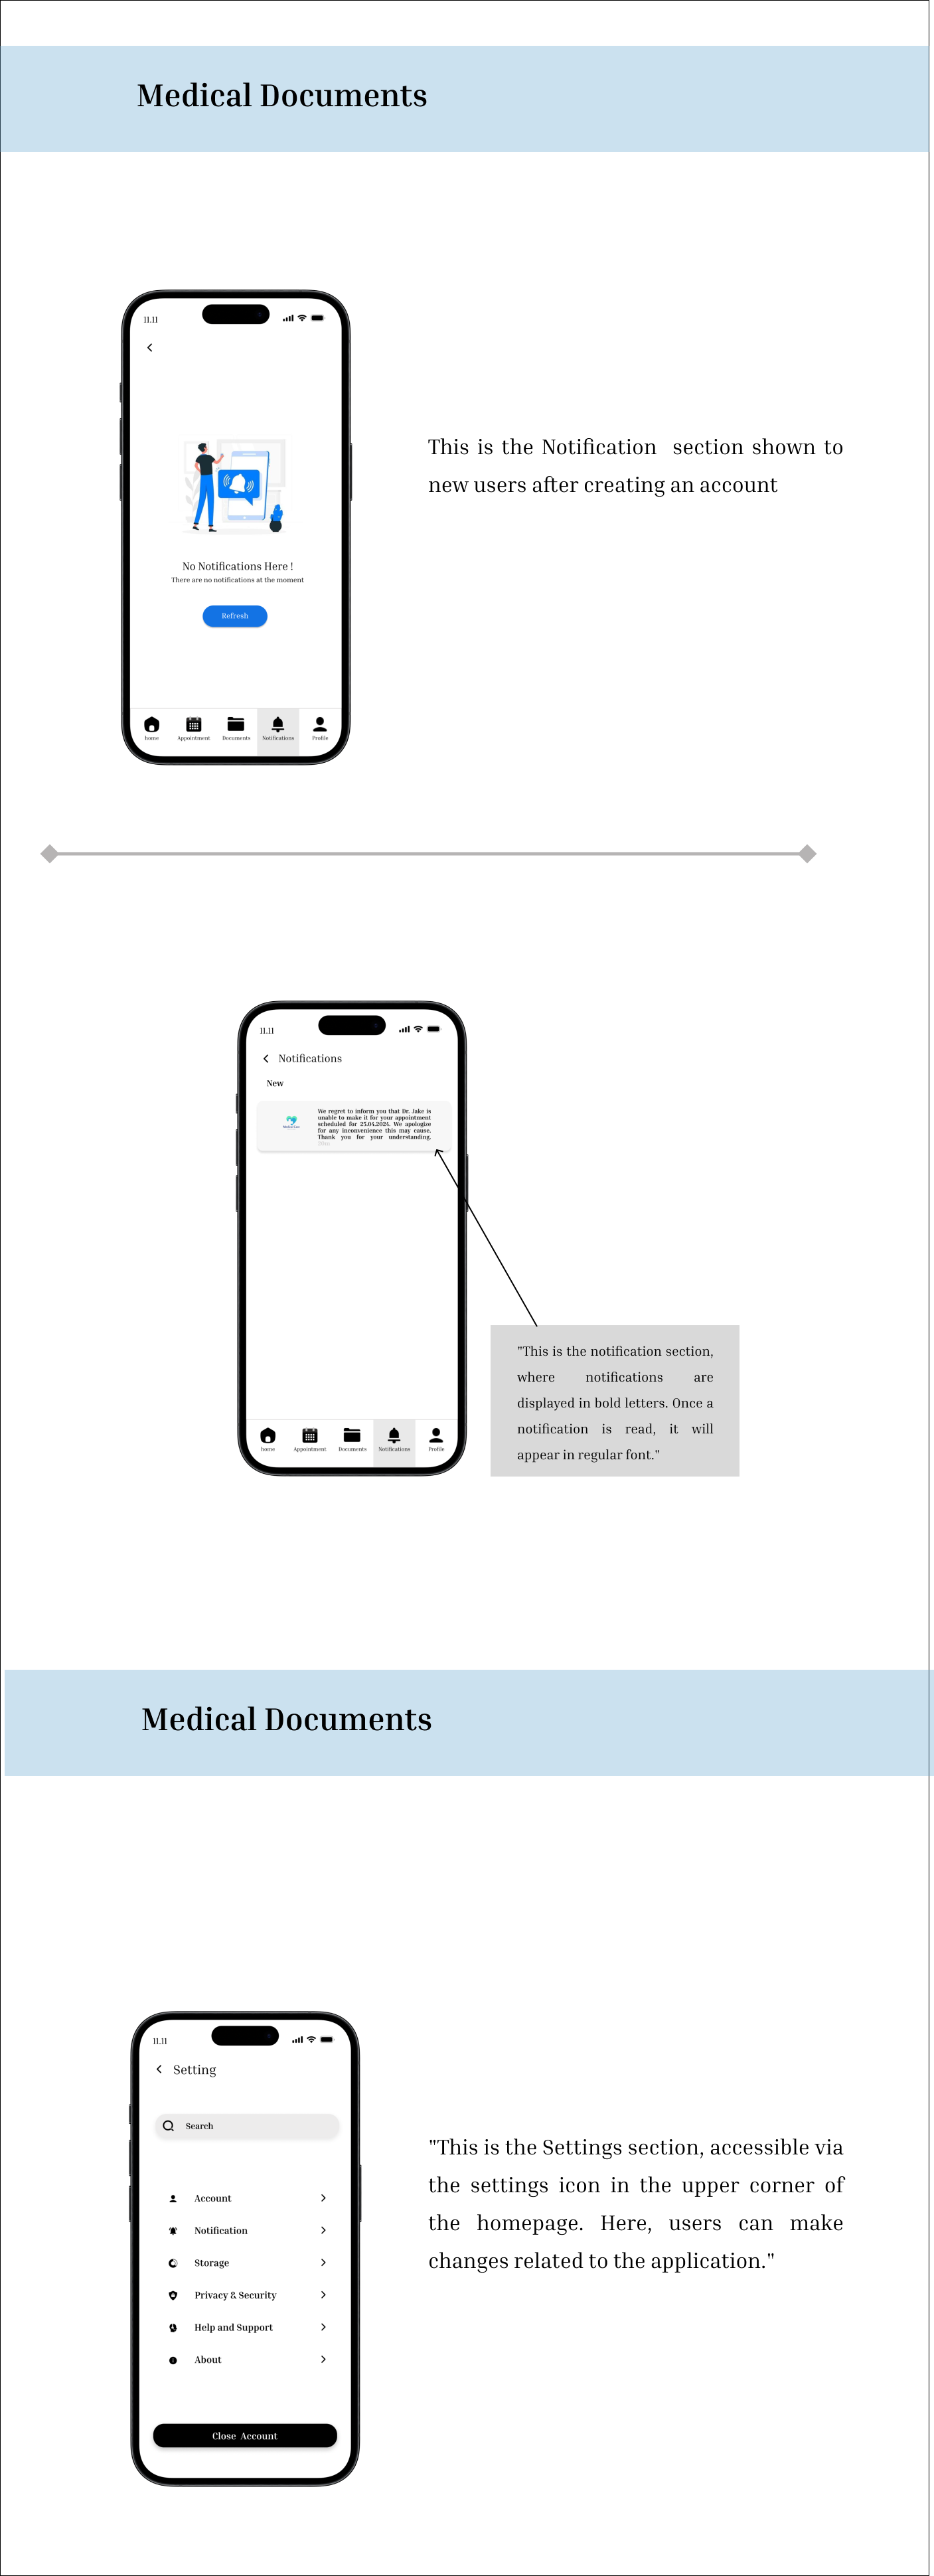 Medical Documents
11.11
This is the Notification section shown to
new users after creating an account
No Notifications Here !
There are no notifications at the moment
Refresh
home Appointment Documents Notifications Profile
11.11
Notifications
New
We regret to inform you that Dr. Jake is
unable to make it for your appointment
scheduled for 25.04.2024. We apologize
for any inconvenience this may cause.
Thank you for your understanding.
Medical Care
"This is the notification section,
where notifications are
displayed in bold letters. Once a
notification is read, it will
appear in regular font."
home Appointment Documents Notifications Profile
Medical Documents
11.11
Setting
Search
Account
Notification
Storage
Privacy & Security
Help and Support
About
Close Account
"This is the Settings section, accessible via
the settings icon in the upper corner of
the homepage. Here, users can make
changes related to the application."